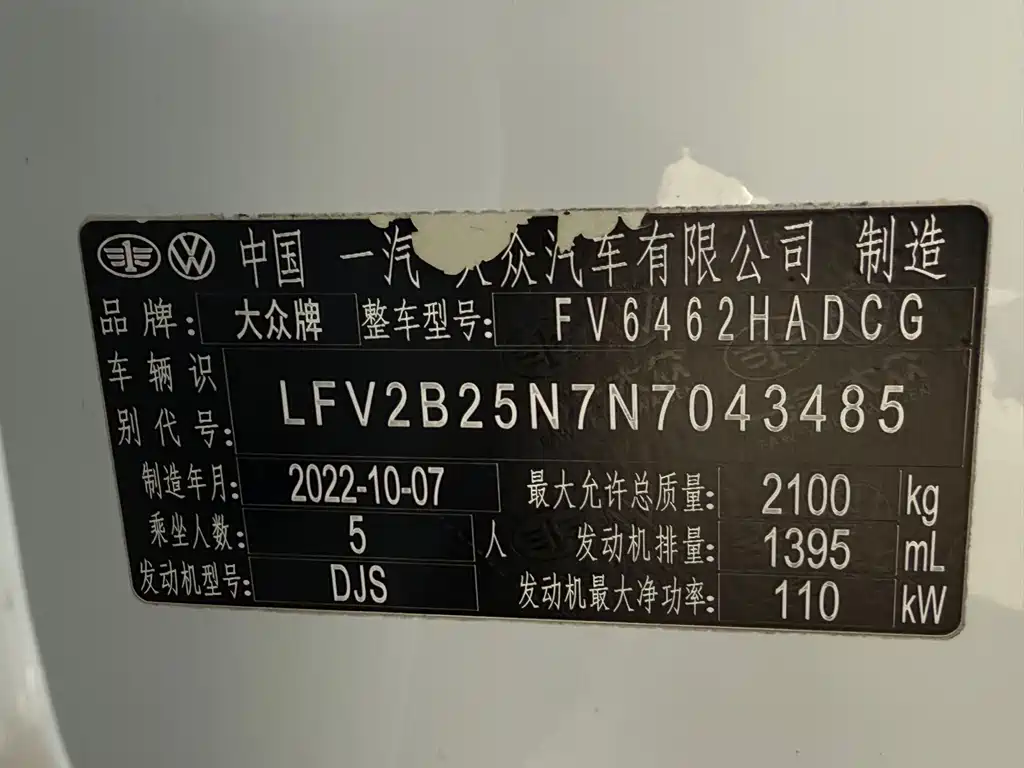 中国 一汽 大众汽车有限公司 制造
品牌: 大众牌 整车型号: FV6462HADCG
车辆识别代号: LFV2B25N7N7043485
制造年月: 2022-10-07 最大允许总质量: 2100 kg
乘坐人数: 5 人 发动机排量: 1395 mL
发动机型号: DJS 发动机最大净功率: 110 kW